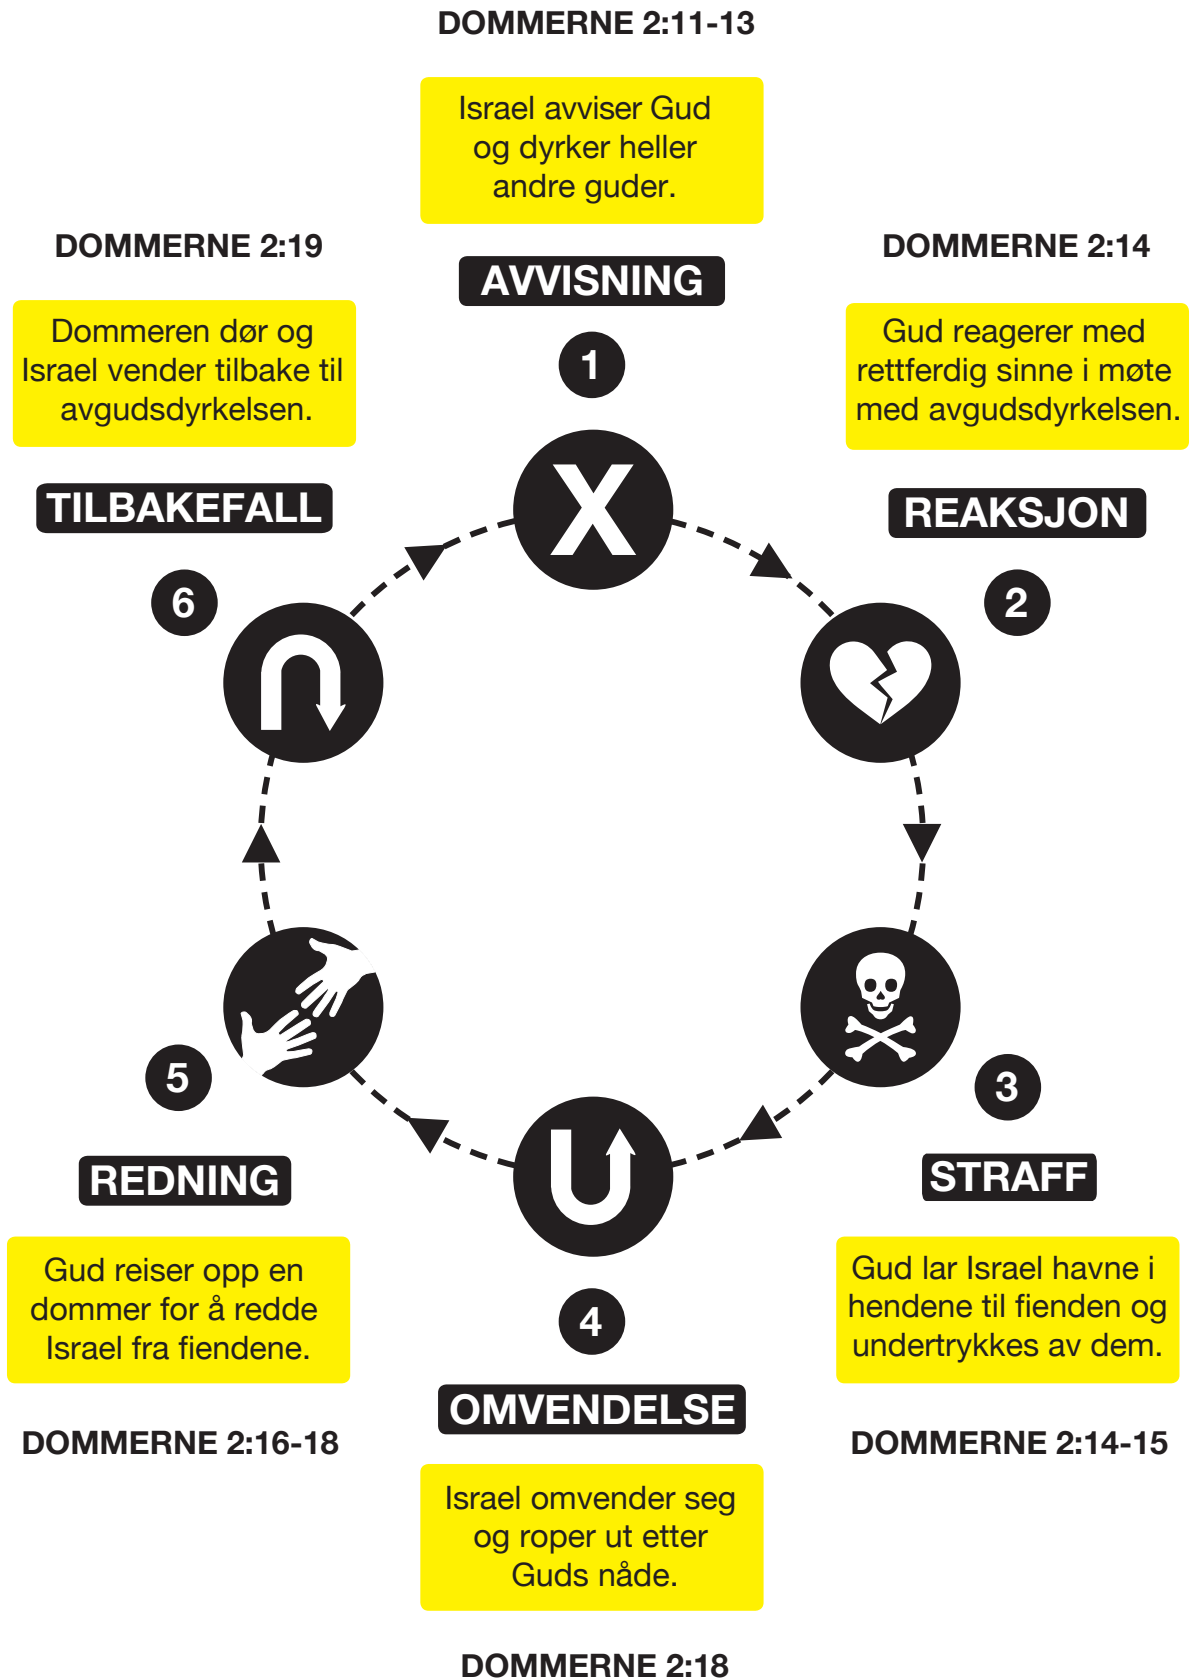 DOMMERNE 2:11-13
Israel avviser Gud
og dyrker heller
andre guder.
AVVISNING
1
X
DOMMERNE 2:14
Gud reagerer med
rettferdig sinne i møte
med avgudsdyrkelsen.
REAKSJON
2
3
STRAFF
Gud lar Israel havne i
hendene til fienden og
undertrykkes av dem.
DOMMERNE 2:14-15
4
OMVENDELSE
Israel omvender seg
og roper ut etter
Guds nåde.
DOMMERNE 2:18
5
REDNING
Gud reiser opp en
dommer for å redde
Israel fra fiendene.
DOMMERNE 2:16-18
DOMMERNE 2:19
Dommeren dør og
Israel vender tilbake til
avgudsdyrkelsen.
TILBAKEFALL
6